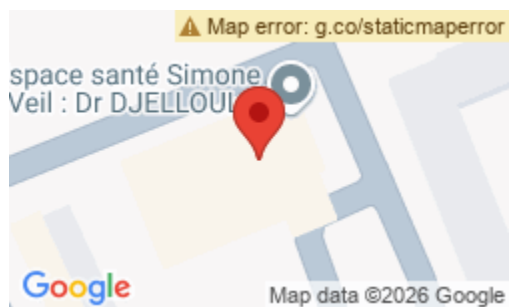 Map error: g.co/staticmaperror
space santé Simone
Veil : Dr DJELLOUL
Google
Map data ©2026 Google